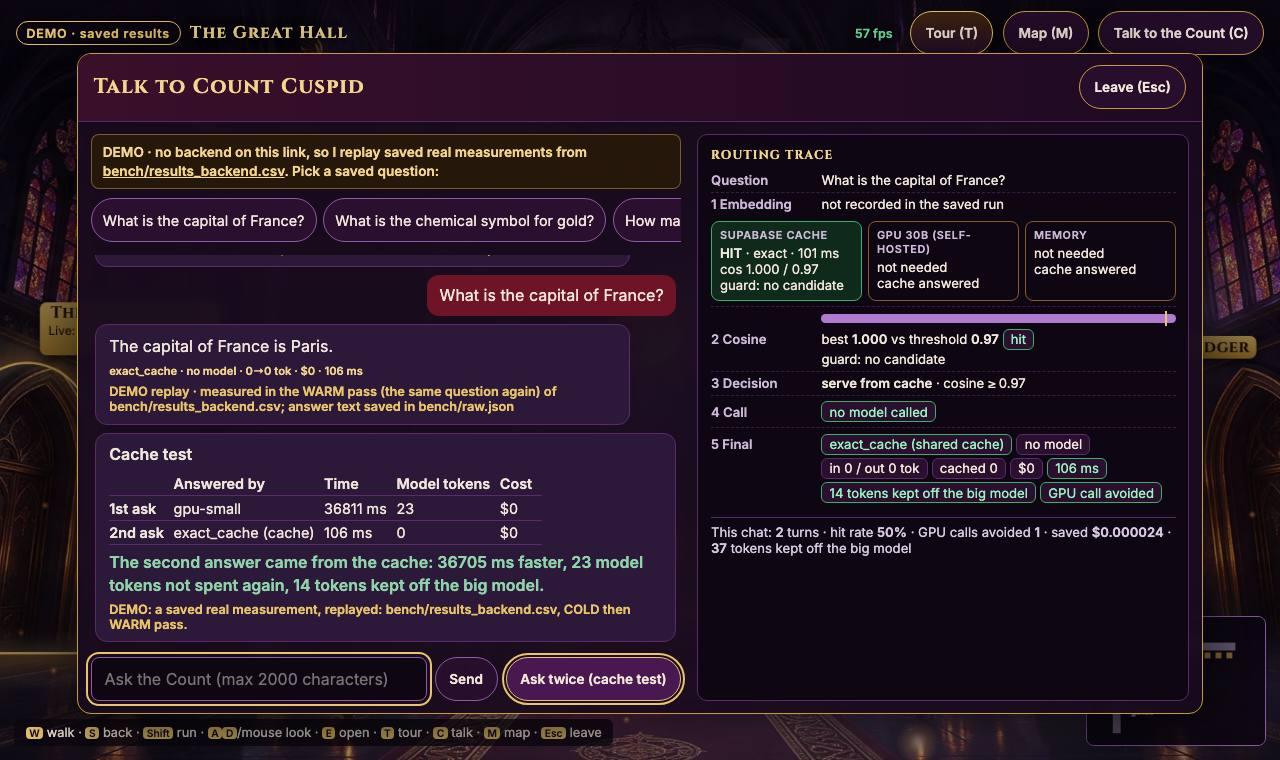 DEMO · saved results
THE GREAT HALL
57 fps
Tour (T)
Map (M)
Talk to the Count (C)
TALK TO COUNT CUSPID
Leave (Esc)
DEMO · no backend on this link, so I replay saved real measurements from
bench/results_backend.csv. Pick a saved question:
What is the capital of France?
What is the chemical symbol for gold?
How ma
What is the capital of France?
The capital of France is Paris.
exact_cache · no model · 0→0 tok · $0 · 106 ms
DEMO replay · measured in the WARM pass (the same question again) of
bench/results_backend.csv; answer text saved in bench/raw.json
Cache test
Answered by Time Model tokens Cost
1st ask gpu-small 36811 ms 23 $0
2nd ask exact_cache (cache) 106 ms 0 $0
The second answer came from the cache: 36705 ms faster, 23 model
tokens not spent again, 14 tokens kept off the big model.
DEMO: a saved real measurement, replayed: bench/results_backend.csv, COLD then
WARM pass.
Ask the Count (max 2000 characters)
Send
Ask twice (cache test)
ROUTING TRACE
Question What is the capital of France?
1 Embedding not recorded in the saved run
SUPABASE CACHE
HIT · exact · 101 ms
cos 1.000 / 0.97
guard: no candidate
GPU 30B (SELF-
HOSTED)
not needed
cache answered
MEMORY
not needed
cache answered
2 Cosine best 1.000 vs threshold 0.97 hit
guard: no candidate
3 Decision serve from cache · cosine ≥ 0.97
4 Call no model called
5 Final exact_cache (shared cache) no model
in 0 / out 0 tok cached 0 $0 106 ms
14 tokens kept off the big model GPU call avoided
This chat: 2 turns · hit rate 50% · GPU calls avoided 1 · saved $0.000024 ·
37 tokens kept off the big model
TH
Live:
DGER
W walk · S back · Shift run · A D/mouse look · E open · T tour · C talk · M map · Esc leave